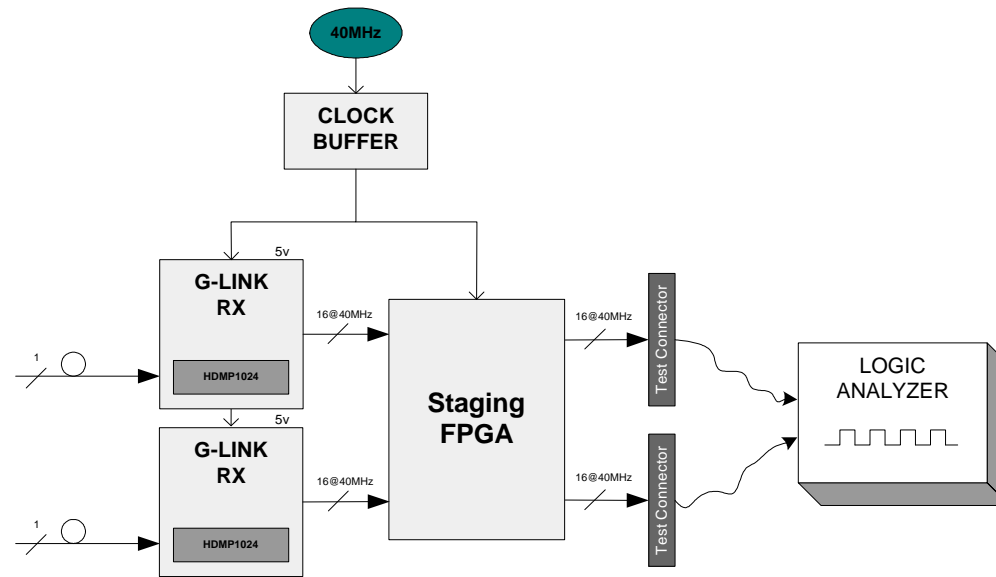 40MHz
CLOCK
BUFFER
5v
G-LINK
RX
HDMP1024
1
16@40MHz
5v
G-LINK
RX
HDMP1024
1
16@40MHz
Staging
FPGA
16@40MHz
16@40MHz
Test Connector
Test Connector
LOGIC
ANALYZER